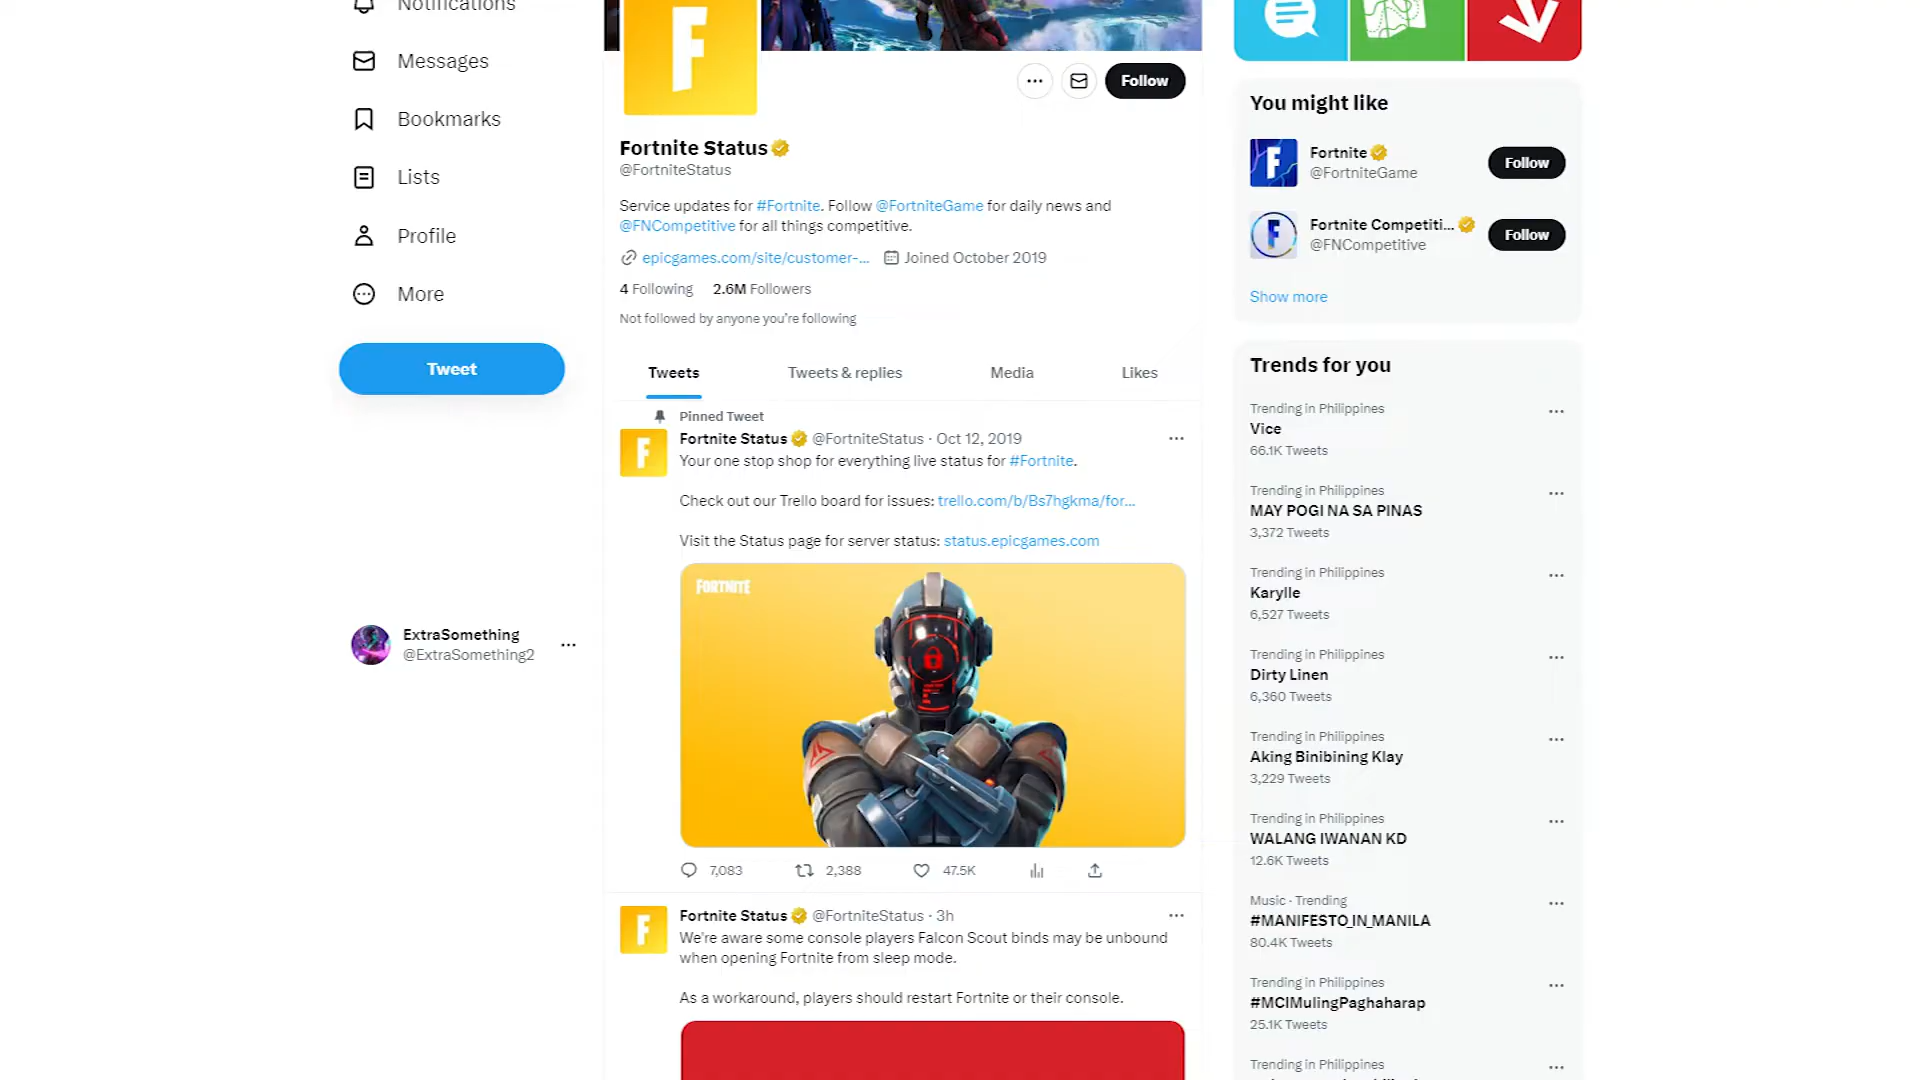 Notifications
Messages
Bookmarks
Lists
Profile
More
Tweet
ExtraSomething
@ExtraSomething2
F
Follow
Fortnite Status
@FortniteStatus
Service updates for #Fortnite. Follow @FortniteGame for daily news and
@FNCompetitive for all things competitive.
epicgames.com/site/customer-... Joined October 2019
4 Following 2.6M Followers
Not followed by anyone you're following
Tweets Tweets & replies Media Likes
Pinned Tweet
F
Fortnite Status @FortniteStatus · Oct 12, 2019
Your one stop shop for everything live status for #Fortnite.
Check out our Trello board for issues: trello.com/b/Bs7hgkma/for...
Visit the Status page for server status: status.epicgames.com
FORTNITE
7,083 2,388 47.5K
F
Fortnite Status @FortniteStatus · 3h
We're aware some console players Falcon Scout binds may be unbound
when opening Fortnite from sleep mode.
As a workaround, players should restart Fortnite or their console.
You might like
F
Fortnite
@FortniteGame
Follow
F
Fortnite Competiti...
@FNCompetitive
Follow
Show more
Trends for you
Trending in Philippines
Vice
66.1K Tweets
Trending in Philippines
MAY POGI NA SA PINAS
3,372 Tweets
Trending in Philippines
Karylle
6,527 Tweets
Trending in Philippines
Dirty Linen
6,360 Tweets
Trending in Philippines
Aking Binibining Klay
3,229 Tweets
Trending in Philippines
WALANG IWANAN KD
12.6K Tweets
Music · Trending
#MANIFESTO_IN_MANILA
80.4K Tweets
Trending in Philippines
#MCIMulingPaghaharap
25.1K Tweets
Trending in Philippines